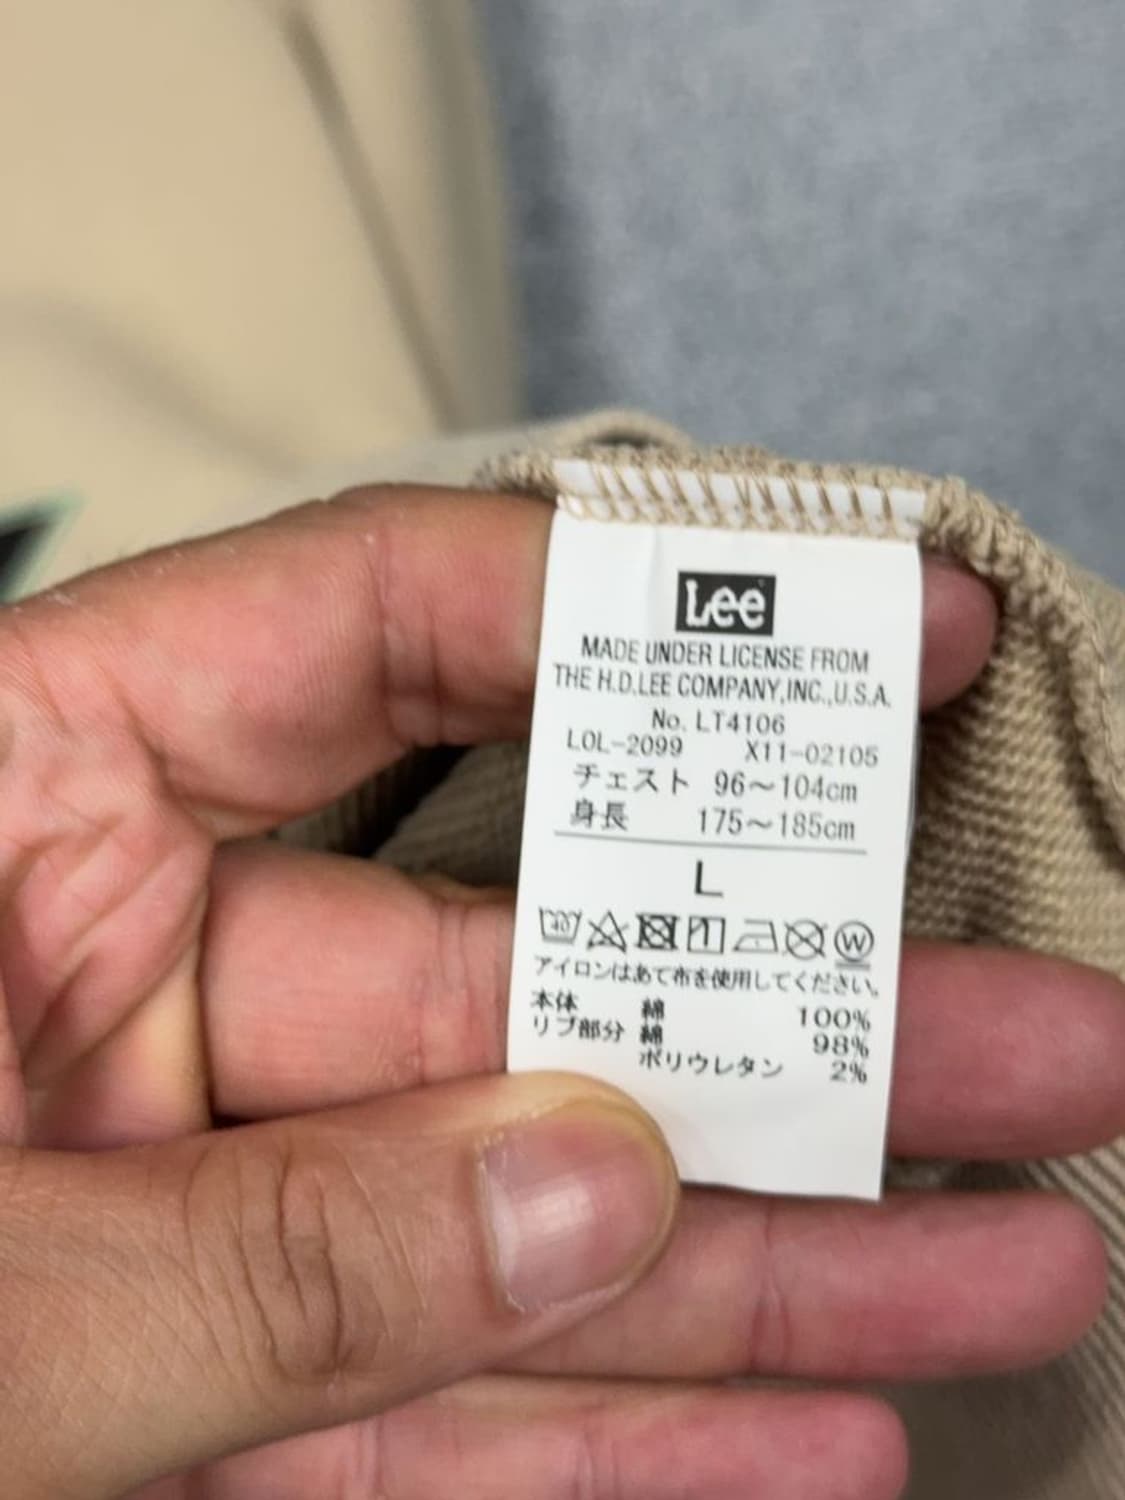 Lee
MADE UNDER LICENSE FROM
THE H.D.LEE COMPANY,INC.,U.S.A.
No. LT4106
LOL-2099 X11-02105
チェスト 96～104cm
身長 175～185cm
L
40 W
アイロンはあて布を使用してください。
本体 綿 100%
リブ部分 綿 98%
ポリウレタン 2%